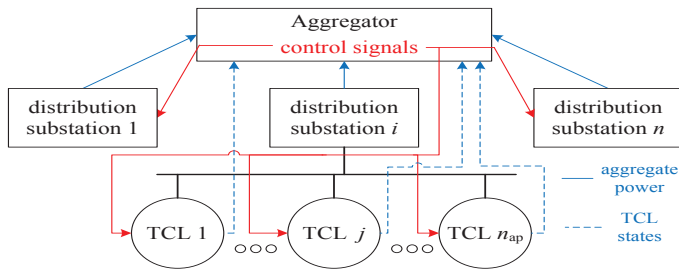 Aggregator
control signals
distribution
substation 1
distribution
substation i
distribution
substation n
aggregate
power
TCL
states
TCL 1
TCL j
TCL nap